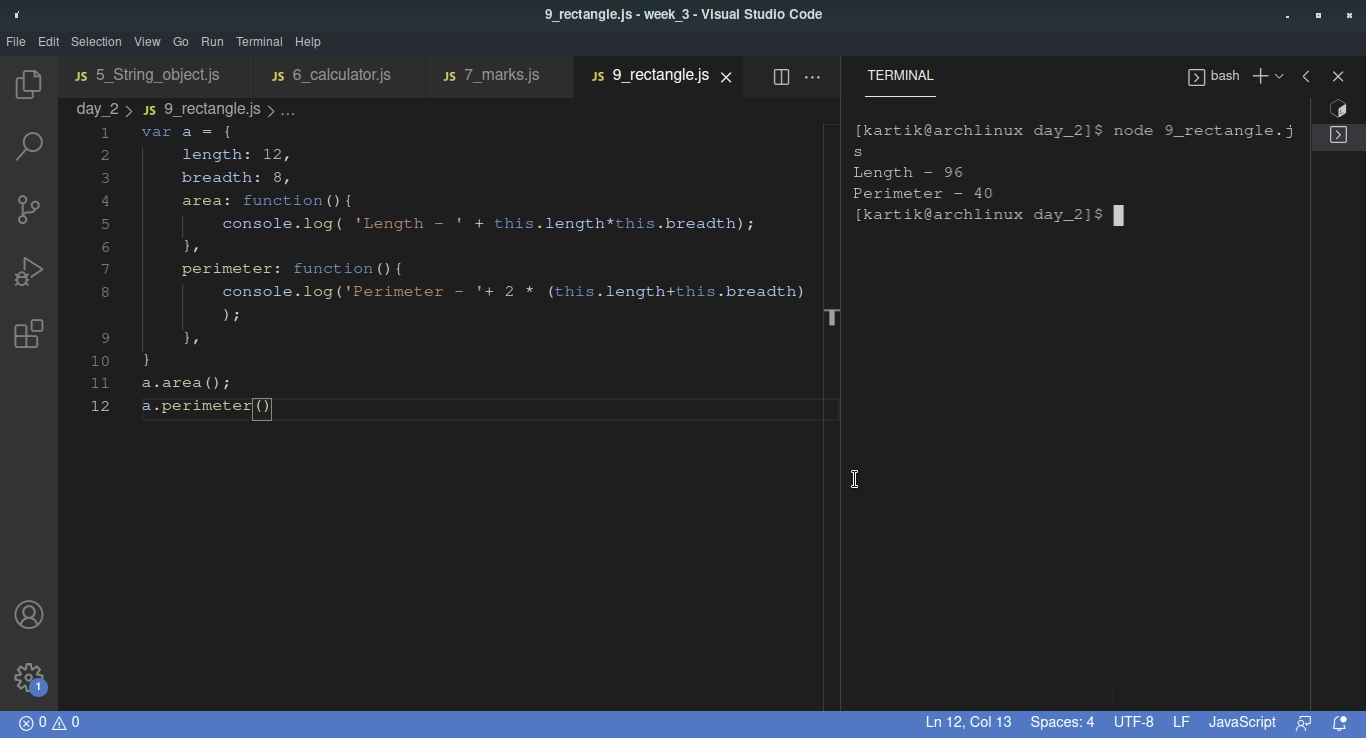 9_rectangle.js - week_3 - Visual Studio Code
File Edit Selection View Go Run Terminal Help
JS 5_String_object.js JS 6_calculator.js JS 7_marks.js JS 9_rectangle.js
day_2 > JS 9_rectangle.js > ...
1 var a = {
2 length: 12,
3 breadth: 8,
4 area: function(){
5 console.log( 'Length - ' + this.length*this.breadth);
6 },
7 perimeter: function(){
8 console.log('Perimeter - '+ 2 * (this.length+this.breadth)
);
9 },
10 }
11 a.area();
12 a.perimeter()
TERMINAL bash
[kartik@archlinux day_2]$ node 9_rectangle.j
s
Length - 96
Perimeter - 40
[kartik@archlinux day_2]$
1
0 0 Ln 12, Col 13 Spaces: 4 UTF-8 LF JavaScript